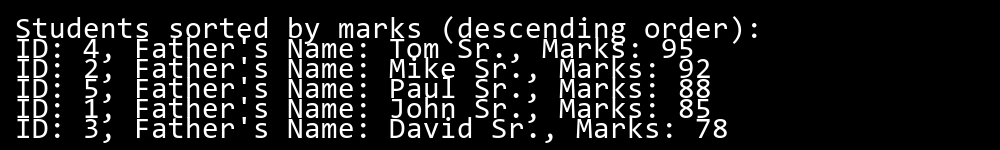 Students sorted by marks (descending order):
ID: 4, Father's Name: Tom Sr., Marks: 95
ID: 2, Father's Name: Mike Sr., Marks: 92
ID: 5, Father's Name: Paul Sr., Marks: 88
ID: 1, Father's Name: John Sr., Marks: 85
ID: 3, Father's Name: David Sr., Marks: 78